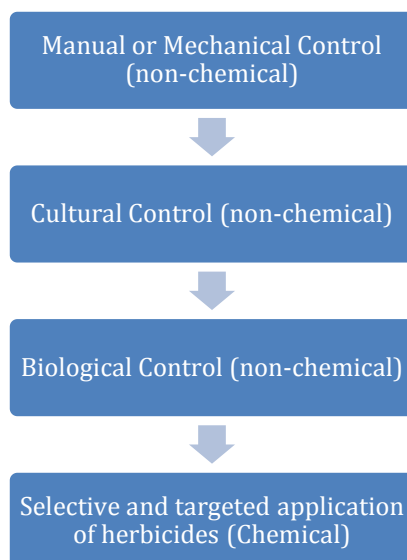 Manual or Mechanical Control
(non-chemical)
Cultural Control (non-chemical)
Biological Control (non-chemical)
Selective and targeted application
of herbicides (Chemical)